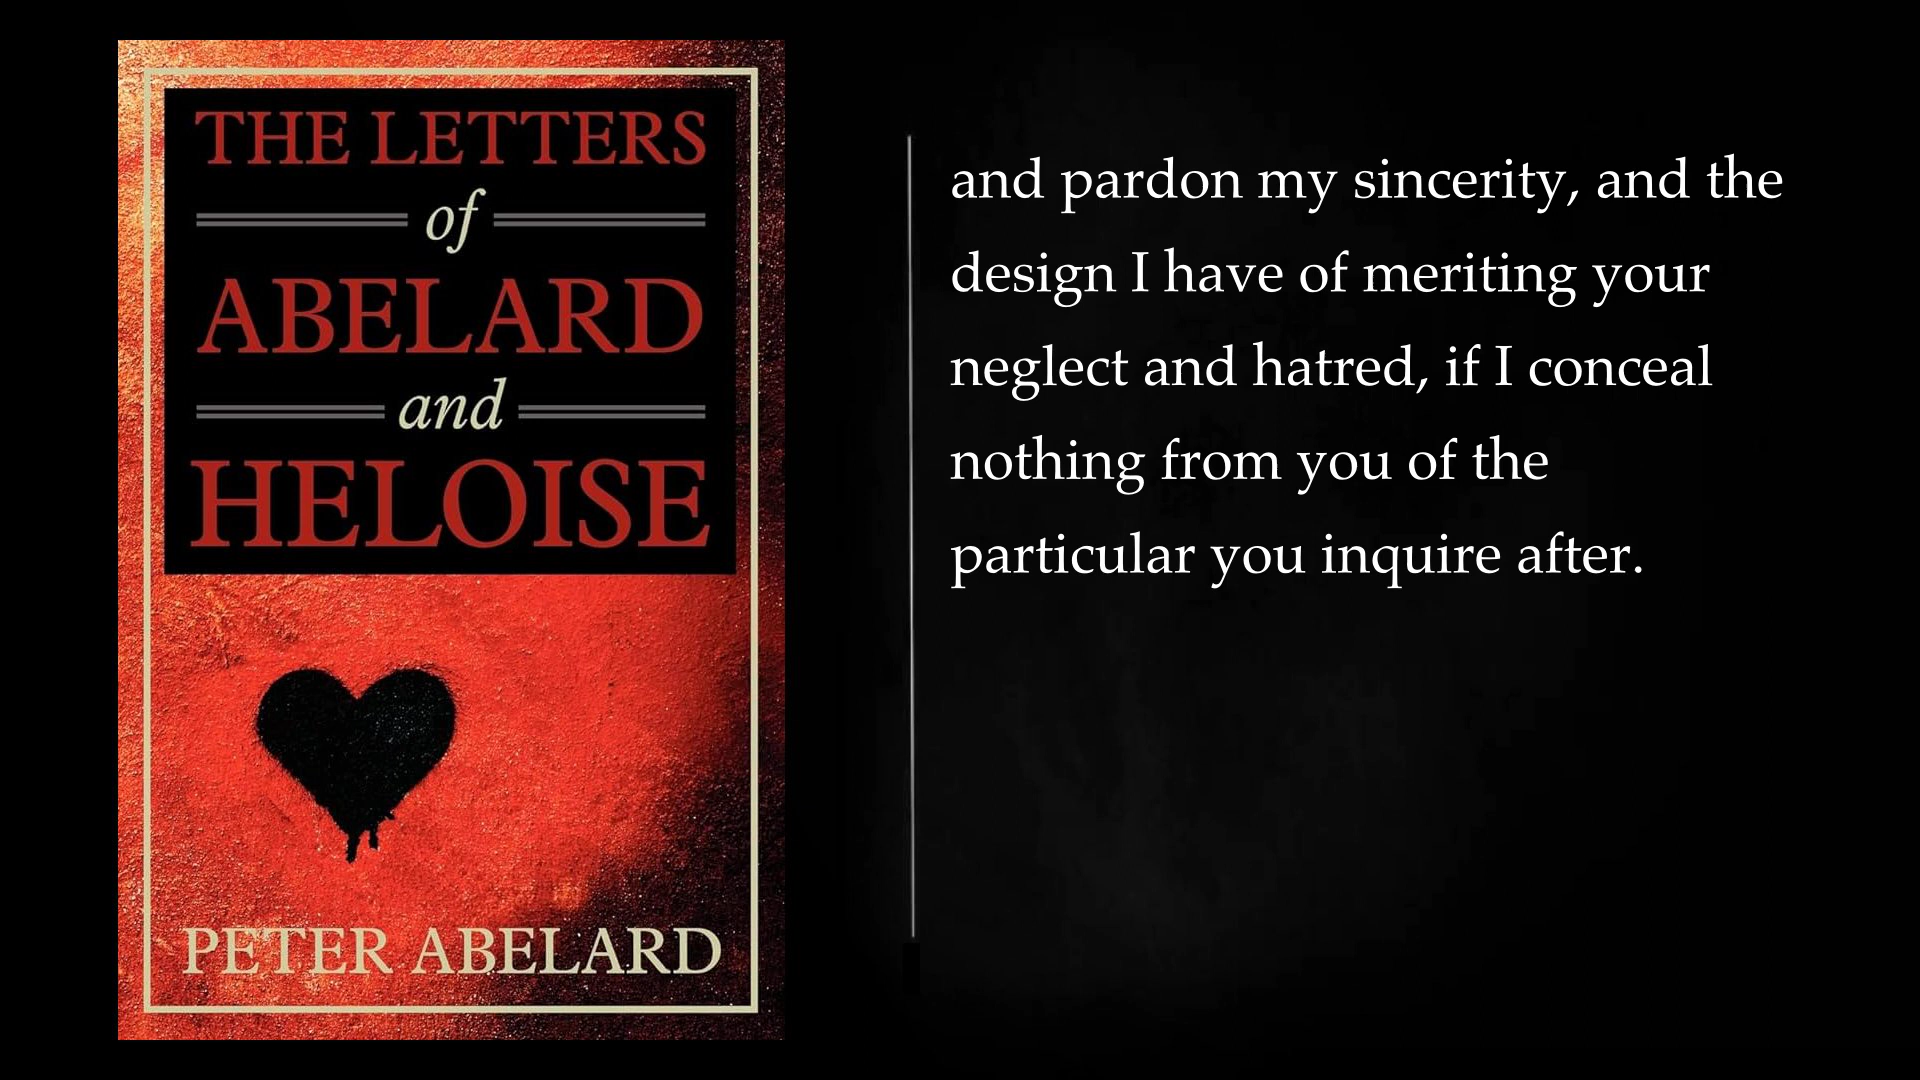 THE LETTERS
of
ABELARD
and
HELOISE
PETER ABELARD
and pardon my sincerity, and the
design I have of meriting your
neglect and hatred, if I conceal
nothing from you of the
particular you inquire after.